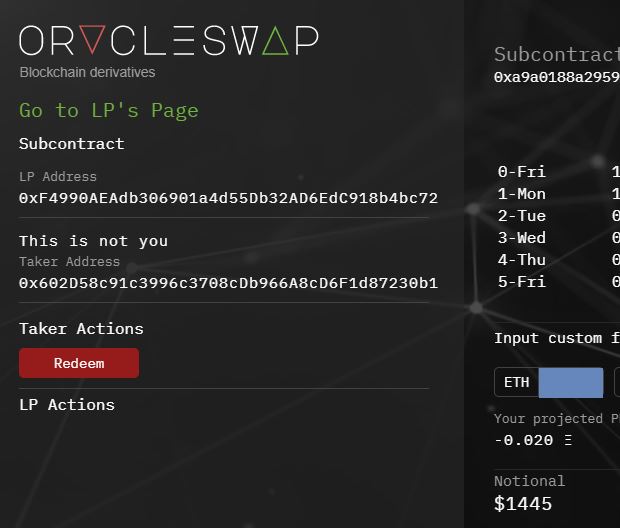 ORACLESWAP
Blockchain derivatives
Go to LP's Page
Subcontract
LP Address
0xF4990AEAdb306901a4d55Db32AD6EdC918b4bc72
This is not you
Taker Address
0x602D58c91c3996c3708cDb966A8cD6F1d87230b1
Taker Actions
Redeem
LP Actions
Subcontract
0xa9a0188a2959
0-Fri 1
1-Mon 1
2-Tue 0
3-Wed 0
4-Thu 0
5-Fri 0
Input custom f
ETH
Your projected P
-0.020 Ξ
Notional
$1445